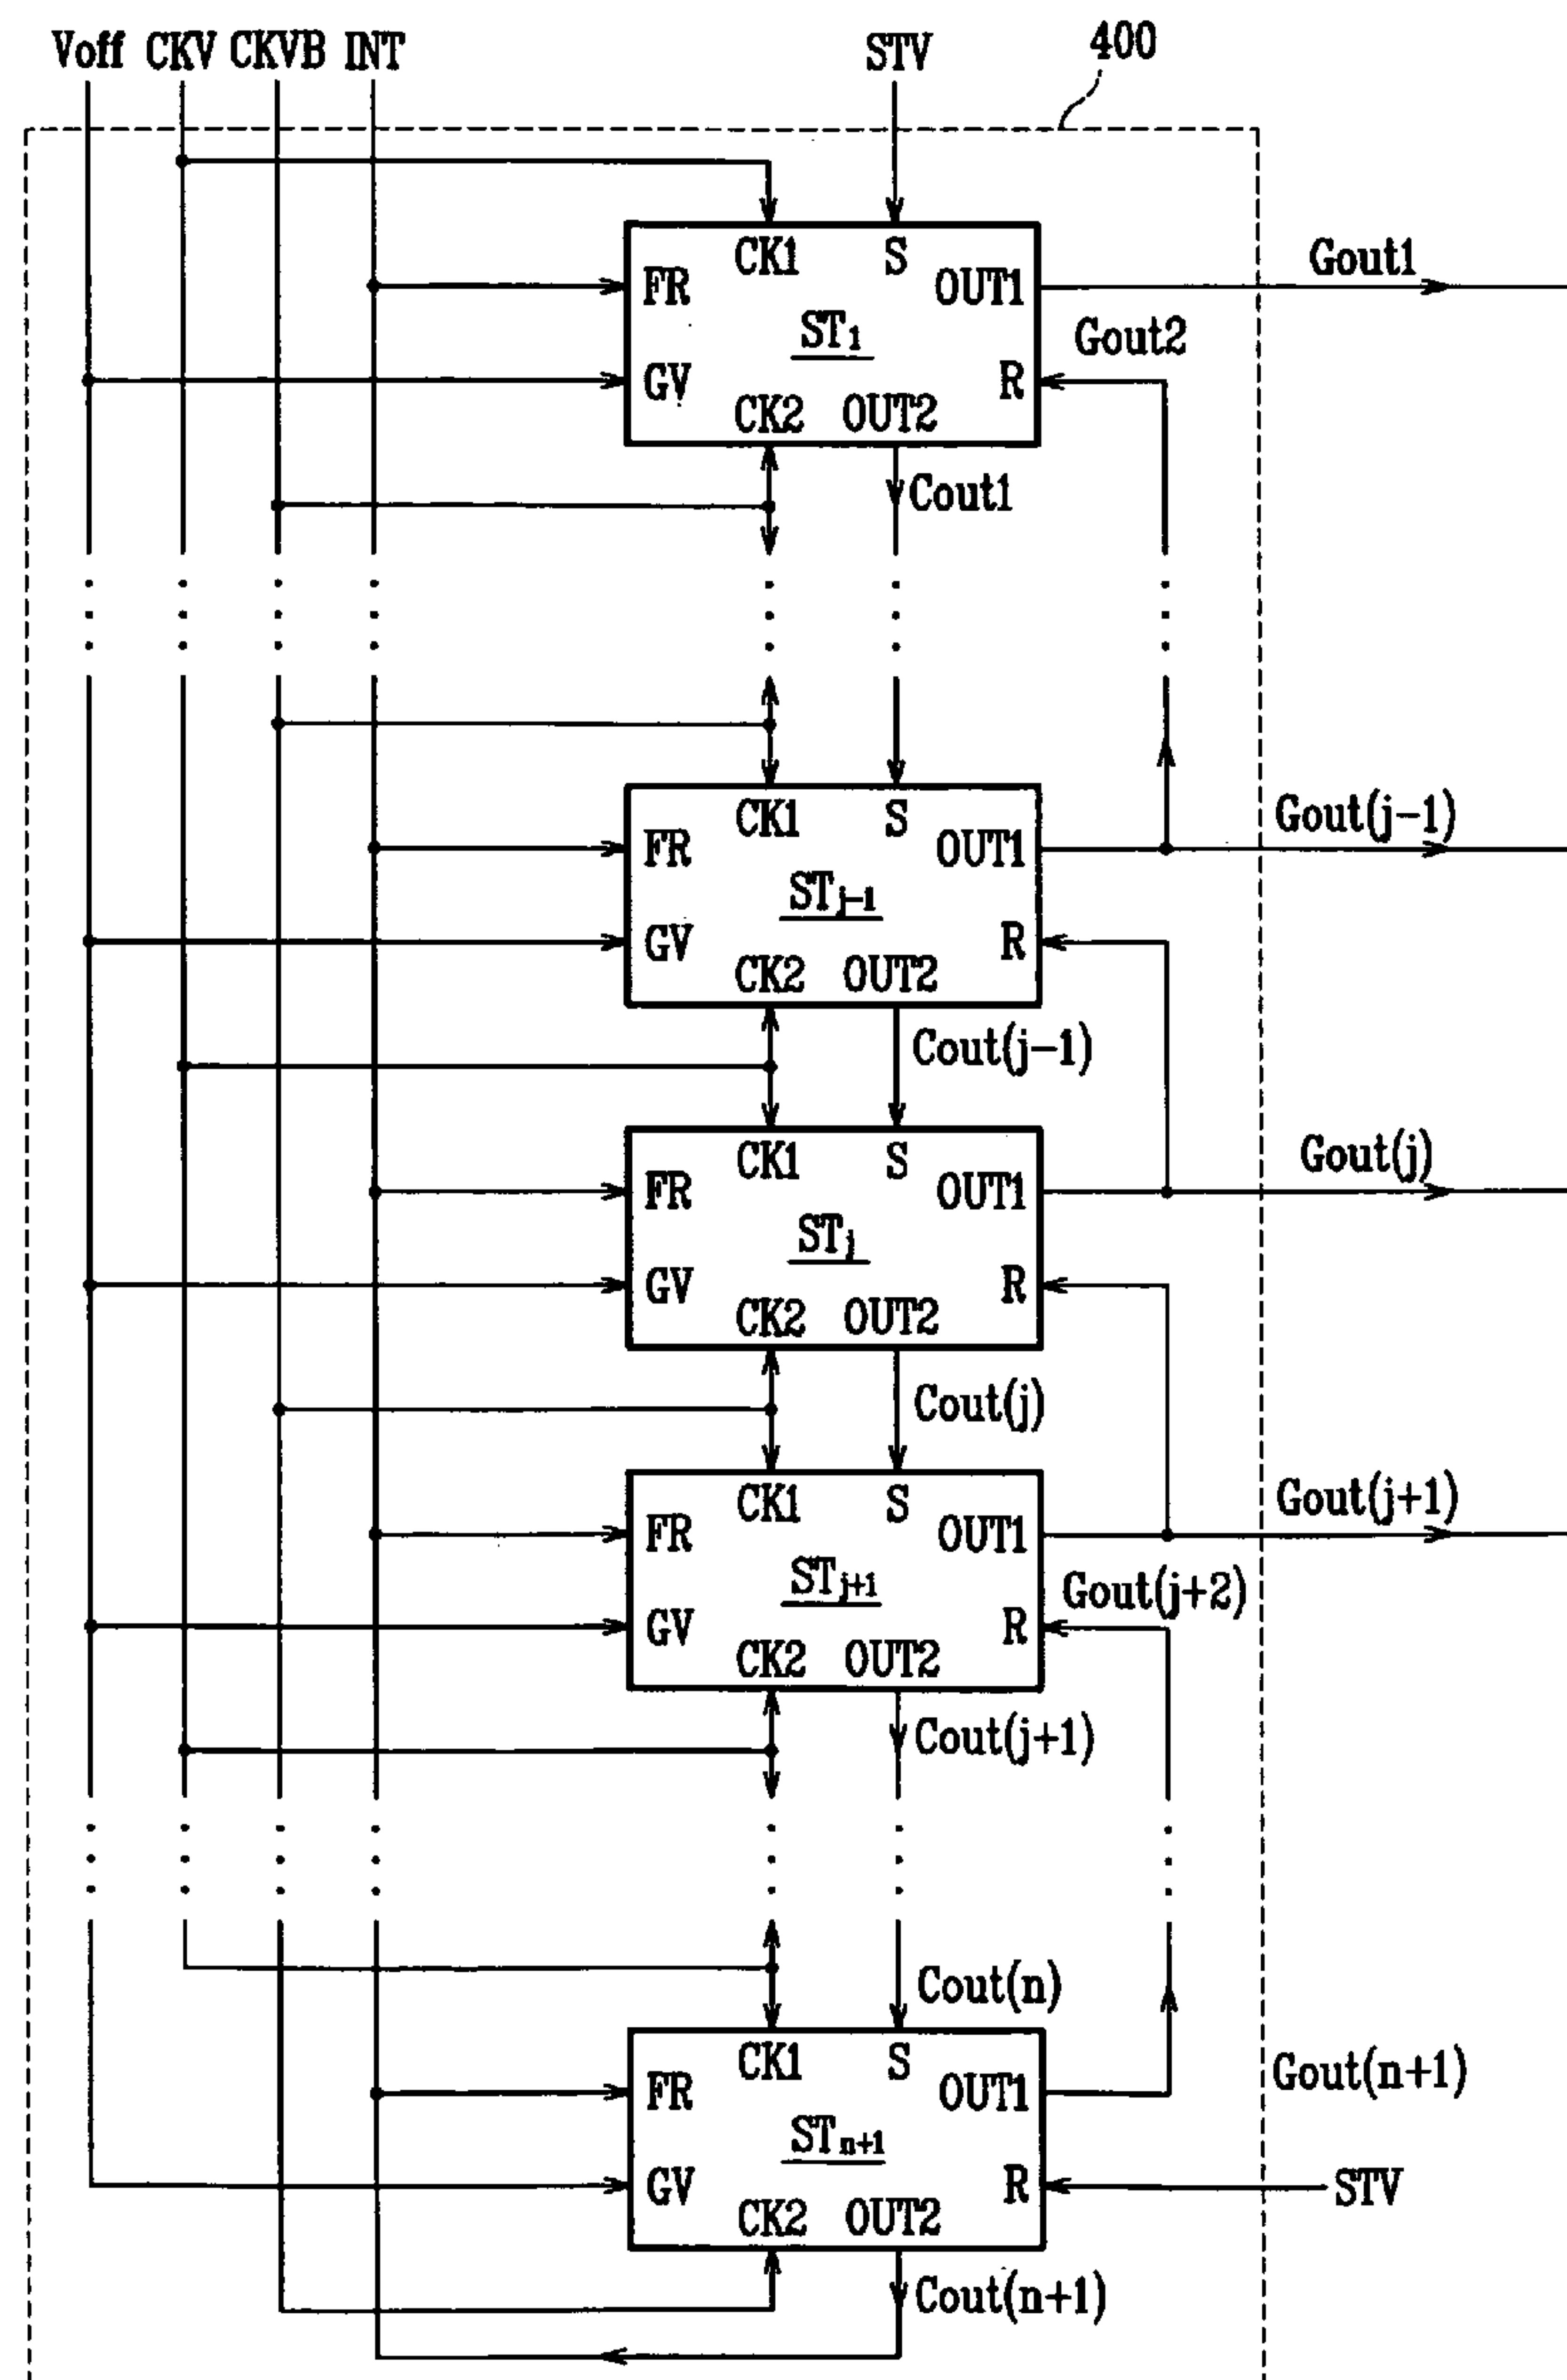 Voff CKV CKVB INT STV 400
CK1 S
FR OUT1 Gout1
ST1
Gout2
GV R
CK2 OUT2
Cout1
CK1 S
Gout(j-1)
FR OUT1
STj-1
GV R
CK2 OUT2
Cout(j-1)
CK1 S
Gout(j)
FR OUT1
STj
GV R
CK2 OUT2
Cout(j)
CK1 S
Gout(j+1)
FR OUT1
STj+1
Gout(j+2)
GV R
CK2 OUT2
Cout(j+1)
Cout(n)
CK1 S
Gout(n+1)
FR OUT1
STn+1
GV R STV
CK2 OUT2
Cout(n+1)